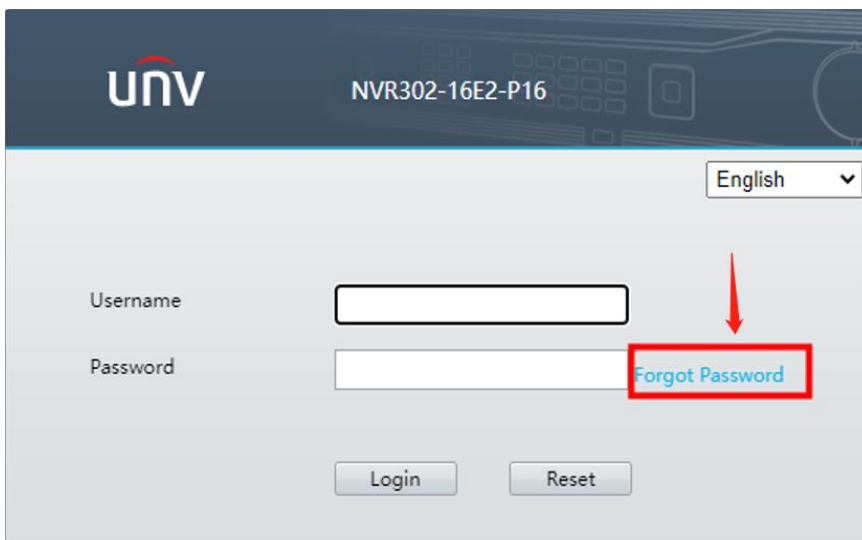 unv
NVR302-16E2-P16
English
Username
Password
Forgot Password
Login
Reset